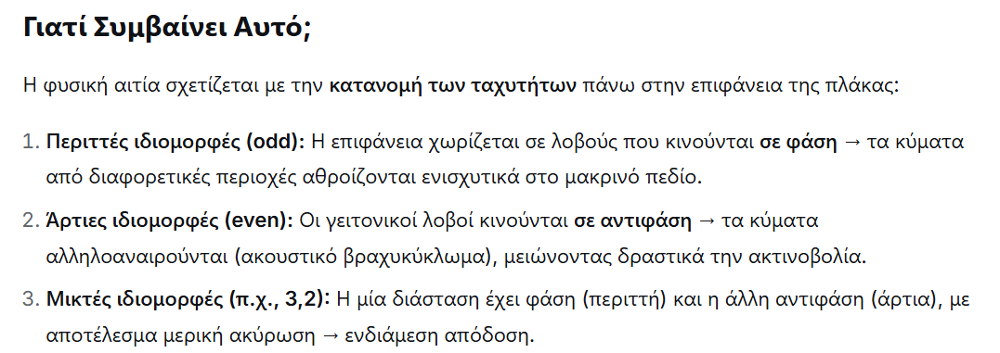 Γιατί Συμβαίνει Αυτό;
Η φυσική αιτία σχετίζεται με την κατανομή των ταχυτήτων πάνω στην επιφάνεια της πλάκας:
1. Περιττές ιδιομορφές (odd): Η επιφάνεια χωρίζεται σε λοβούς που κινούνται σε φάση → τα κύματα
από διαφορετικές περιοχές αθροίζονται ενισχυτικά στο μακρινό πεδίο.
2. Άρτιες ιδιομορφές (even): Οι γειτονικοί λοβοί κινούνται σε αντιφάση → τα κύματα
αλληλοαναιρούνται (ακουστικό βραχυκύκλωμα), μειώνοντας δραστικά την ακτινοβολία.
3. Μικτές ιδιομορφές (π.χ., 3,2): Η μία διάσταση έχει φάση (περιττή) και η άλλη αντιφάση (άρτια), με
αποτέλεσμα μερική ακύρωση → ενδιάμεση απόδοση.